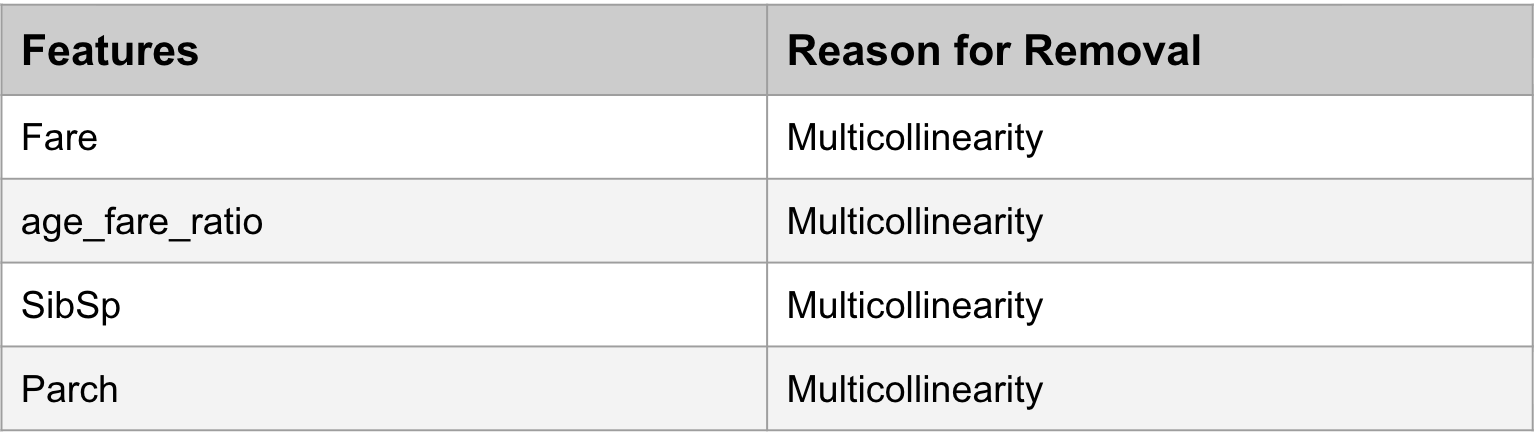 Features Reason for Removal
Fare Multicollinearity
age_fare_ratio Multicollinearity
SibSp Multicollinearity
Parch Multicollinearity